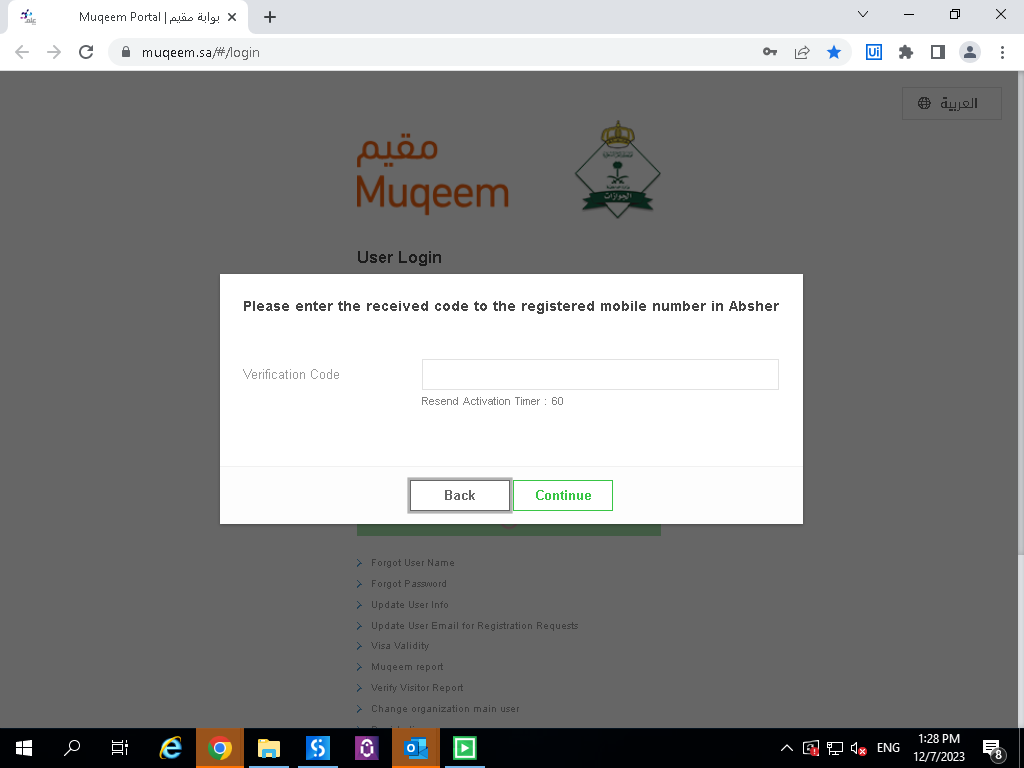 Muqeem Portal | بوابة مقيم
muqeem.sa/#/login
Ui
العربية
مقيم
Muqeem
الجوازات
User Login
Please enter the received code to the registered mobile number in Absher
Verification Code
Resend Activation Timer : 60
Back
Continue
Forgot User Name
Forgot Password
Update User Info
Update User Email for Registration Requests
Visa Validity
Muqeem report
Verify Visitor Report
Change organization main user
ENG
1:28 PM
12/7/2023
8